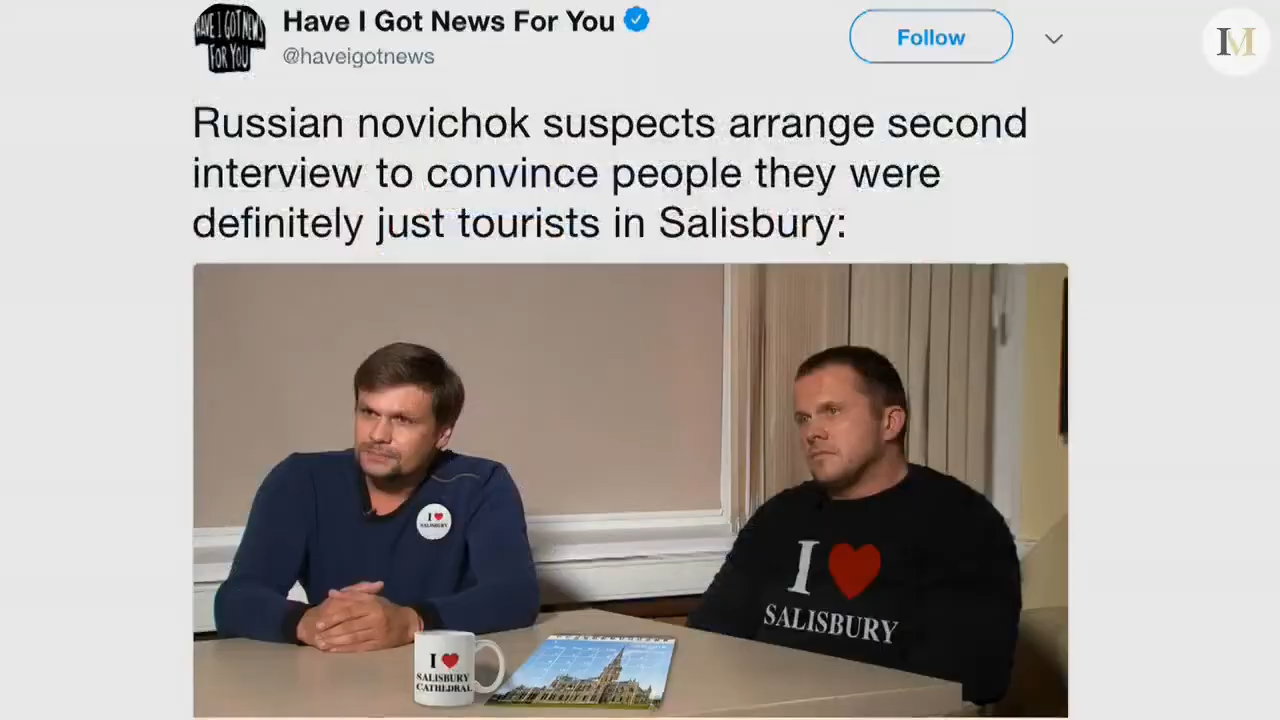 HAVE I GOT NEWS
FOR YOU
Have I Got News For You
@haveigotnews
Follow
IM
Russian novichok suspects arrange second
interview to convince people they were
definitely just tourists in Salisbury:
I ♥
SALISBURY
I ♥
SALISBURY
I ♥
SALISBURY
CATHEDRAL